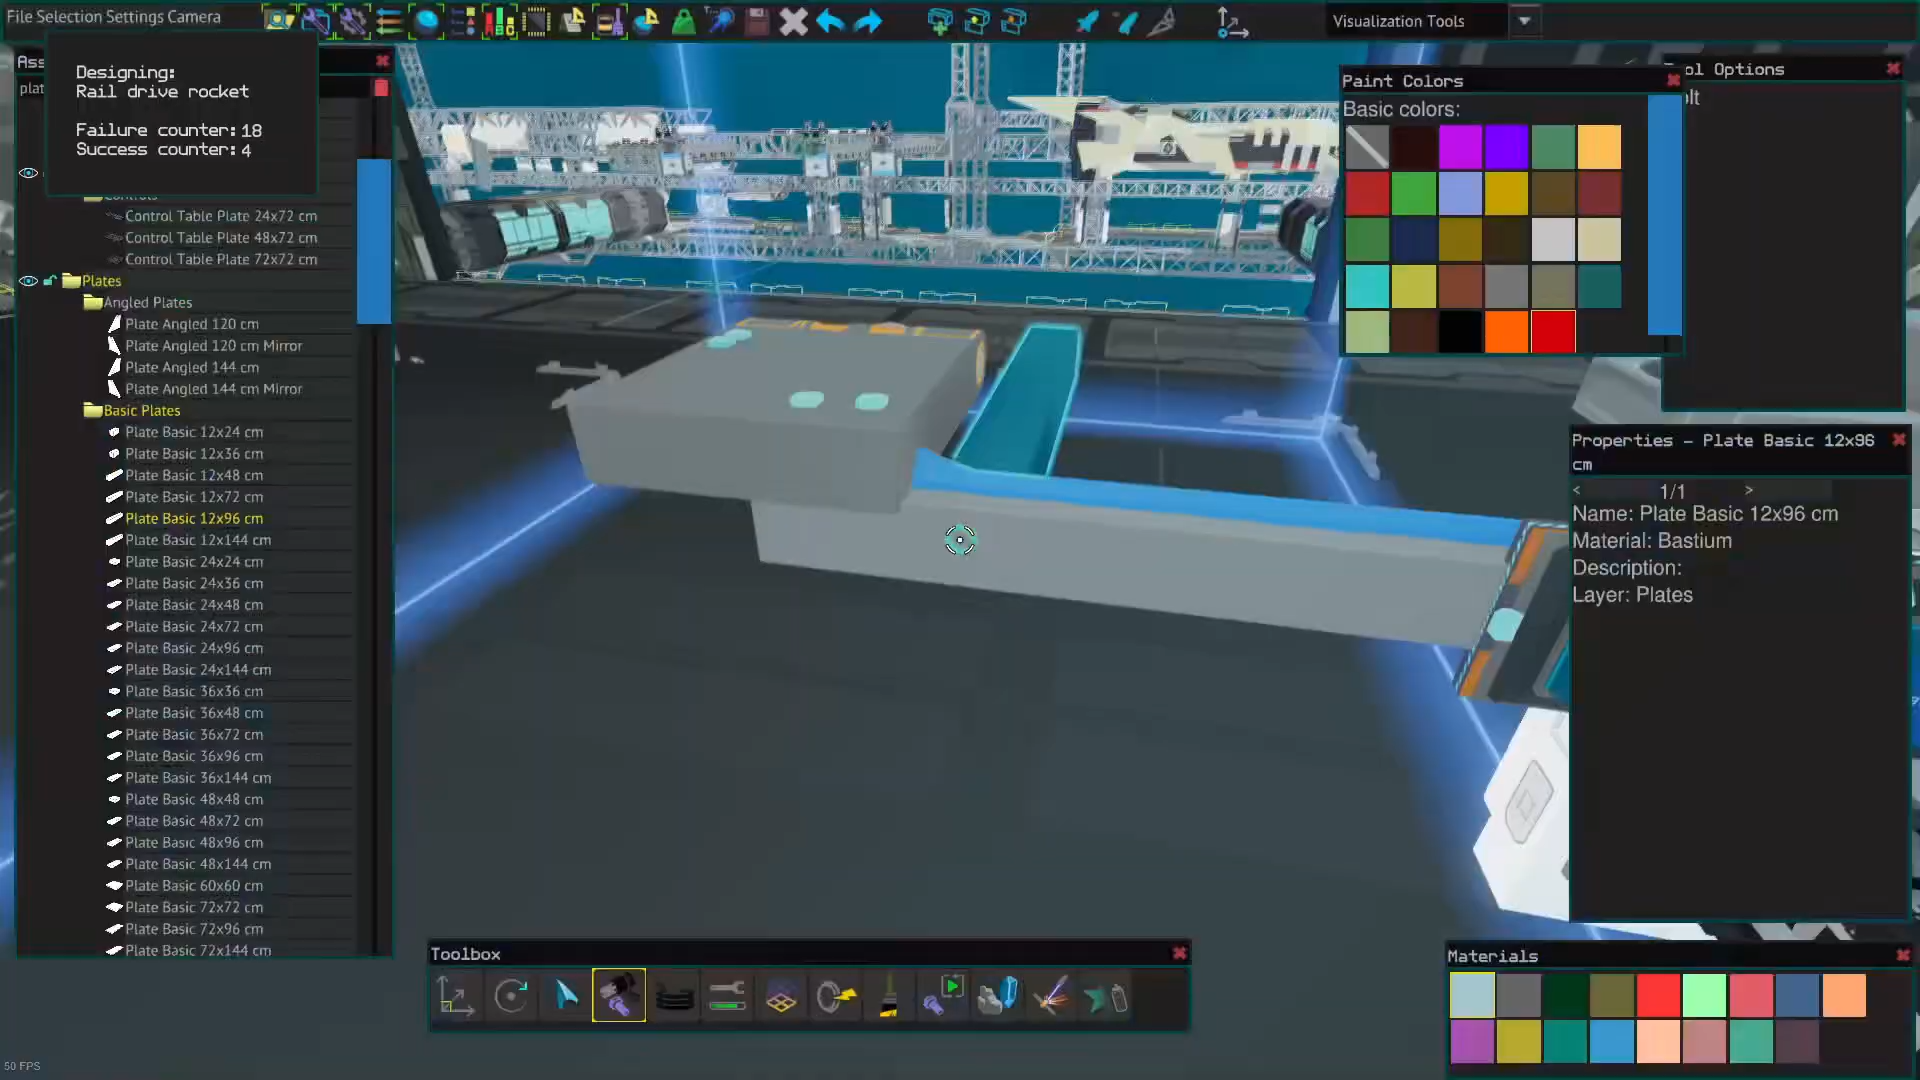 File Selection Settings Camera
Visualization Tools
Designing:
Rail drive rocket
Failure counter: 18
Success counter: 4
Ass
plat
Control Table Plate 24x72 cm
Control Table Plate 48x72 cm
Control Table Plate 72x72 cm
Plates
Angled Plates
Plate Angled 120 cm
Plate Angled 120 cm Mirror
Plate Angled 144 cm
Plate Angled 144 cm Mirror
Basic Plates
Plate Basic 12x24 cm
Plate Basic 12x36 cm
Plate Basic 12x48 cm
Plate Basic 12x72 cm
Plate Basic 12x96 cm
Plate Basic 12x144 cm
Plate Basic 24x24 cm
Plate Basic 24x36 cm
Plate Basic 24x48 cm
Plate Basic 24x72 cm
Plate Basic 24x96 cm
Plate Basic 24x144 cm
Plate Basic 36x36 cm
Plate Basic 36x48 cm
Plate Basic 36x72 cm
Plate Basic 36x96 cm
Plate Basic 36x144 cm
Plate Basic 48x48 cm
Plate Basic 48x72 cm
Plate Basic 48x96 cm
Plate Basic 48x144 cm
Plate Basic 60x60 cm
Plate Basic 72x72 cm
Plate Basic 72x96 cm
Plate Basic 72x144 cm
Paint Colors
Basic colors:
ool Options
olt
Properties - Plate Basic 12x96
cm
< 1/1 >
Name: Plate Basic 12x96 cm
Material: Bastium
Description:
Layer: Plates
Toolbox
Materials
50 FPS